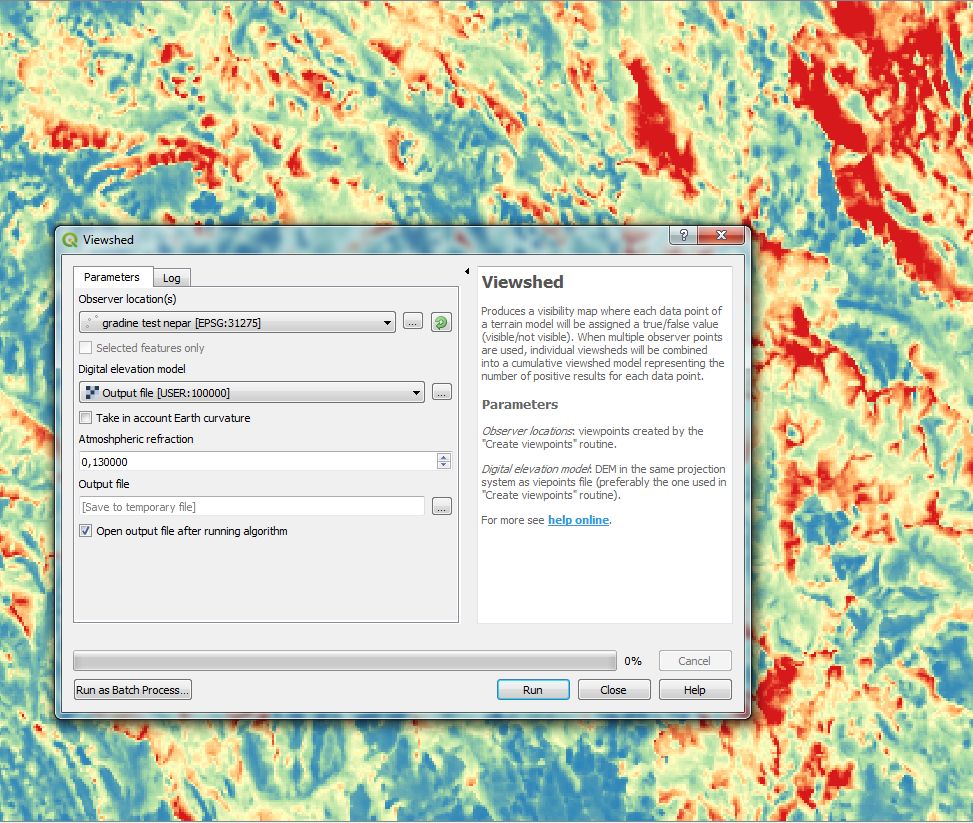 Viewshed
?
X
Parameters
Log
Observer location(s)
gradine test nepar [EPSG:31275]
...
Selected features only
Digital elevation model
Output file [USER:100000]
...
Take in account Earth curvature
Atmoshpheric refraction
0,130000
Output file
[Save to temporary file]
...
Open output file after running algorithm
Viewshed
Produces a visibility map where each data point of
a terrain model will be assigned a true/false value
(visible/not visible). When multiple observer points
are used, individual viewsheds will be combined
into a cumulative viewshed model representing the
number of positive results for each data point.
Parameters
Observer locations: viewpoints created by the
"Create viewpoints" routine.
Digital elevation model: DEM in the same projection
system as viepoints file (preferably the one used in
"Create viewpoints" routine).
For more see help online.
0%
Cancel
Run as Batch Process...
Run
Close
Help